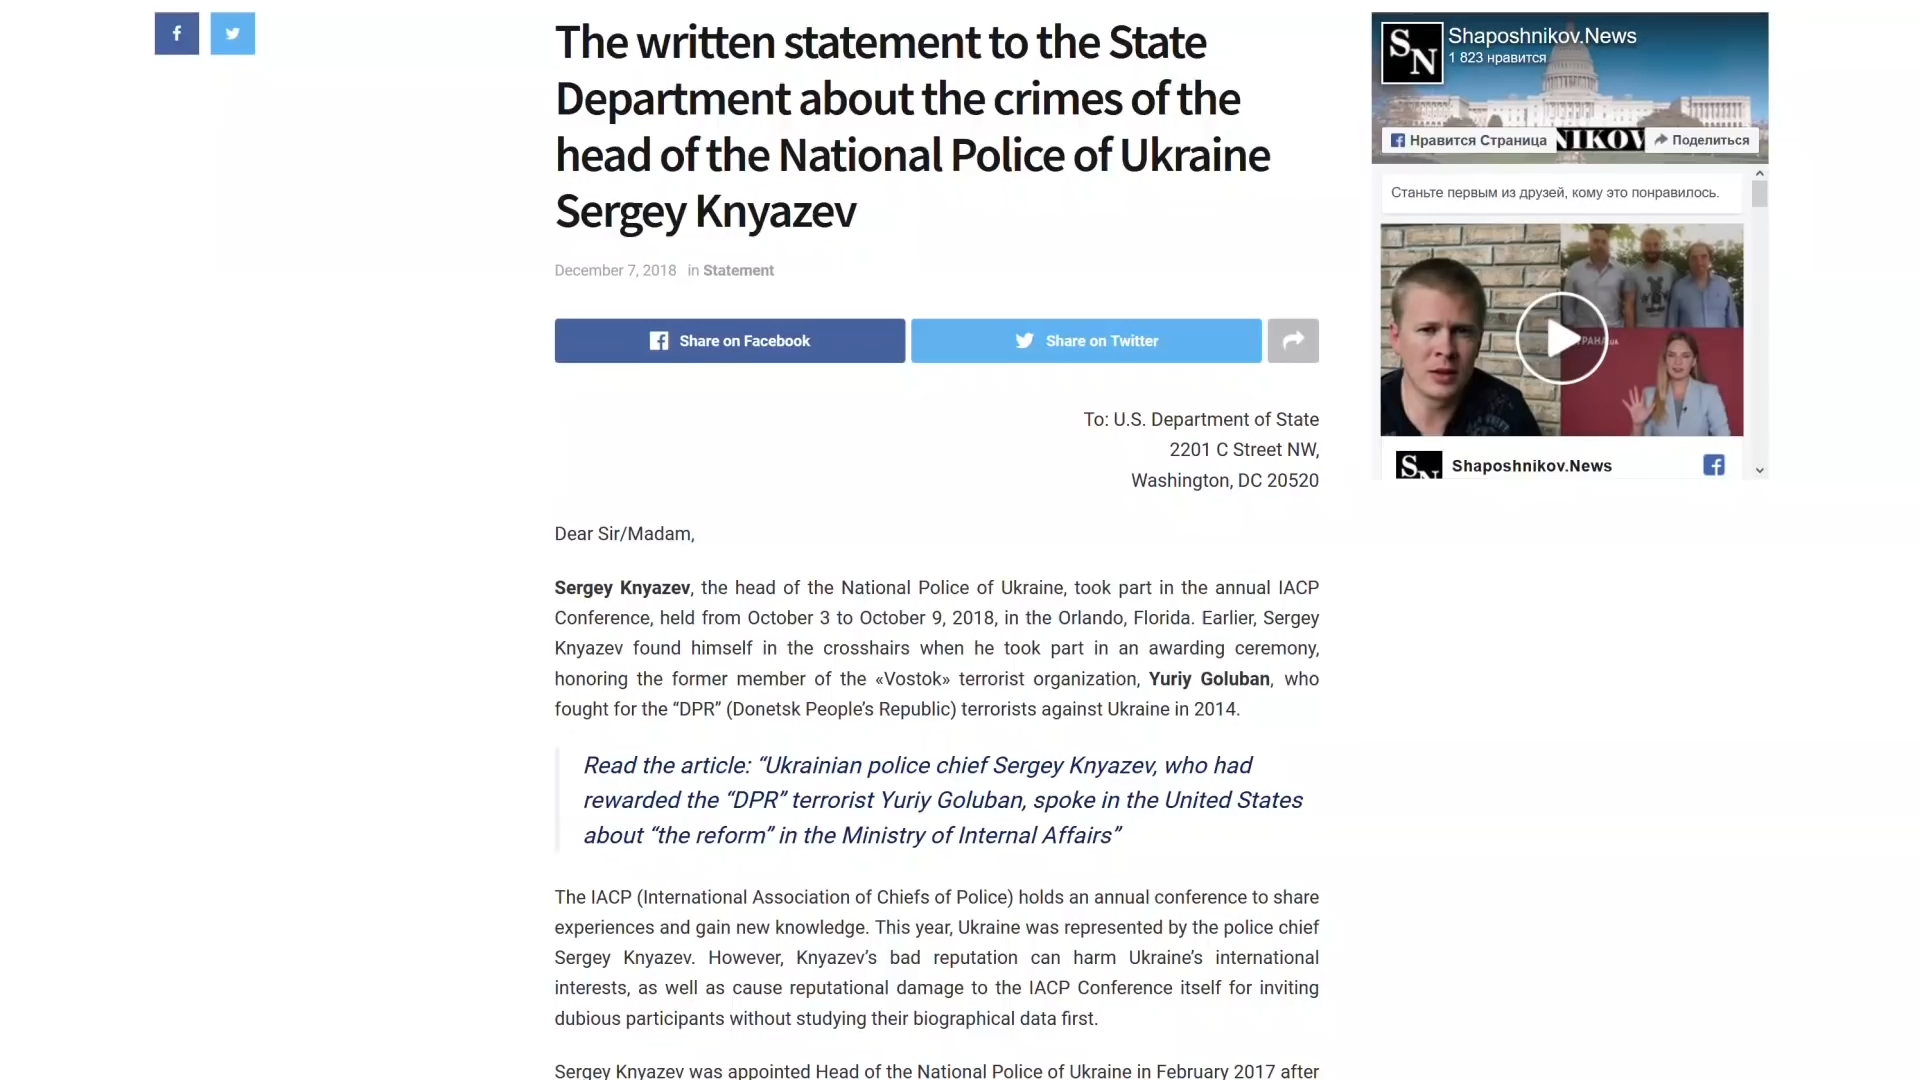 The written statement to the State
Department about the crimes of the
head of the National Police of Ukraine
Sergey Knyazev
December 7, 2018 in Statement
Share on Facebook
Share on Twitter
To: U.S. Department of State
2201 C Street NW,
Washington, DC 20520
Dear Sir/Madam,
Sergey Knyazev, the head of the National Police of Ukraine, took part in the annual IACP
Conference, held from October 3 to October 9, 2018, in the Orlando, Florida. Earlier, Sergey
Knyazev found himself in the crosshairs when he took part in an awarding ceremony,
honoring the former member of the «Vostok» terrorist organization, Yuriy Goluban, who
fought for the “DPR” (Donetsk People’s Republic) terrorists against Ukraine in 2014.
Read the article: “Ukrainian police chief Sergey Knyazev, who had
rewarded the “DPR” terrorist Yuriy Goluban, spoke in the United States
about “the reform” in the Ministry of Internal Affairs”
The IACP (International Association of Chiefs of Police) holds an annual conference to share
experiences and gain new knowledge. This year, Ukraine was represented by the police chief
Sergey Knyazev. However, Knyazev’s bad reputation can harm Ukraine’s international
interests, as well as cause reputational damage to the IACP Conference itself for inviting
dubious participants without studying their biographical data first.
Sergey Knyazev was appointed Head of the National Police of Ukraine in February 2017 after
SN
Shaposhnikov.News
1 823 нравится
Нравится Страница
NIKOV
Поделиться
Станьте первым из друзей, кому это понравилось.
SN
Shaposhnikov.News